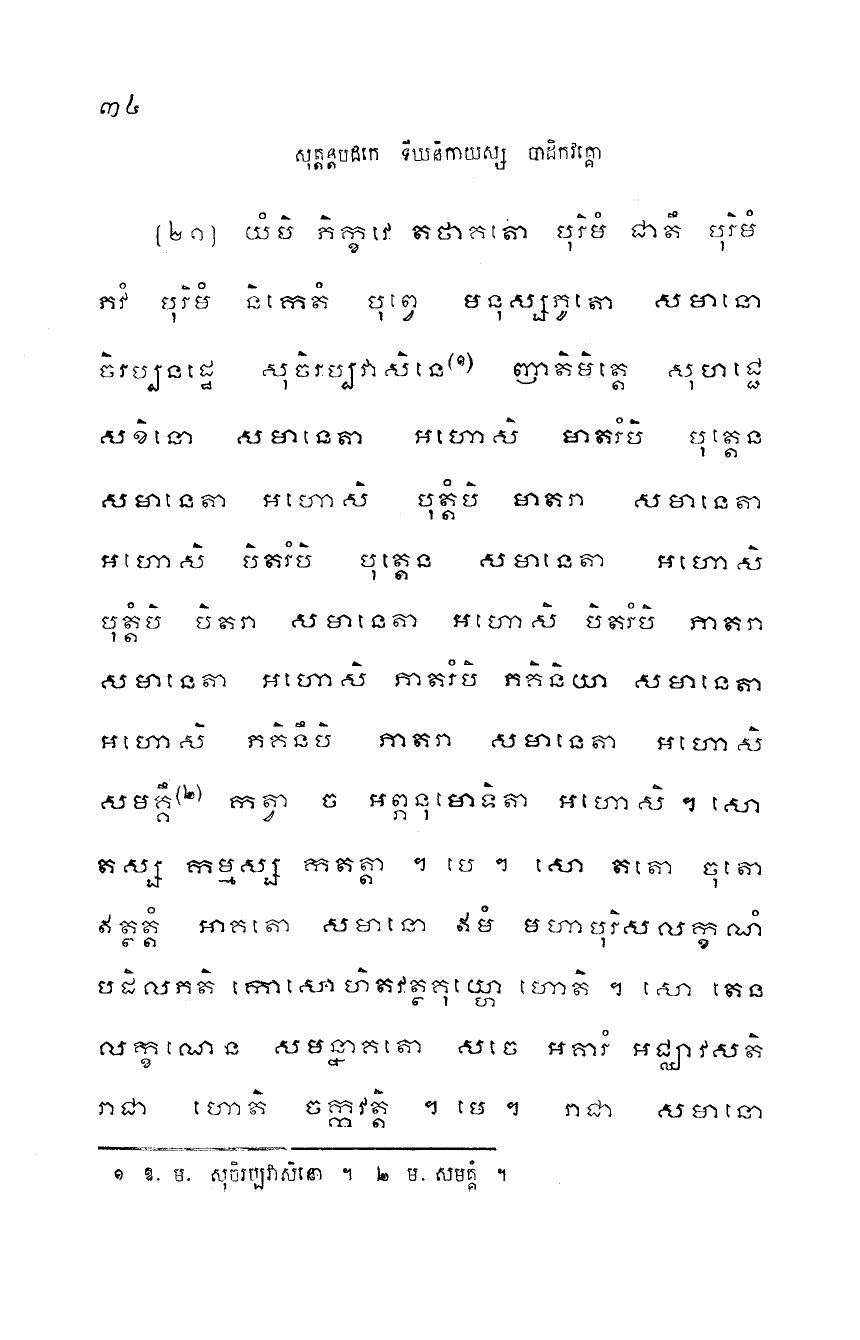 ៣៤
សុត្តន្តបិដកេ ទីឃនិកាយស្ស បាដិកវគ្គោ
[២១] យំបិ ភិក្ខវេ តថាគតោ បុរិមំ ជាតឹ បុរិមំ
ភវំ បុរិមំ និកេតំ បុព្វេ មនុស្សភូតោ សមានោ
ចិរប្បនដ្ឋេ សុចិរប្បវាសិនេ(១) ញាតិមិត្តេ សុហជ្ជេ
សខិនោ សមានេតា អហោសិ មាតរំបិ បុត្តេន
សមានេតា អហោសិ បុត្តំបិ មាតរា សមានេតា
អហោសិ បិតរំបិ បុត្តេន សមានេតា អហោសិ
បុត្តំបិ បិតរា សមានេតា អហោសិ បិតរំបិ ភាតរា
សមានេតា អហោសិ ភាតរំបិ ភគិនិយា សមានេតា
អហោសិ ភគិនឹបិ ភាតរា សមានេតា អហោសិ
សមគ្គឹ(២) កត្វា ច អព្ភនុមោទិតា អហោសិ ។ សោ
តស្ស កម្មស្ស កតត្តា ។ បេ ។ សោ តតោ ចុតោ
ឥត្ថត្តំ អាគតោ សមានោ ឥមំ មហាបុរិសលក្ខណំ
បដិលភតិ កោសោហិតវត្ថគុយ្ហោ ហោតិ ។ សោ តេន
លក្ខណេន សមន្នាគតោ សចេ អគារំ អជ្ឈាវសតិ
រាជា ហោតិ ចក្កវត្តិ ។ បេ ។ រាជា សមានោ
១ ឱ. ម. សុចិរប្បវាសិនោ ។ ២ ម. សមគ្គំ ។